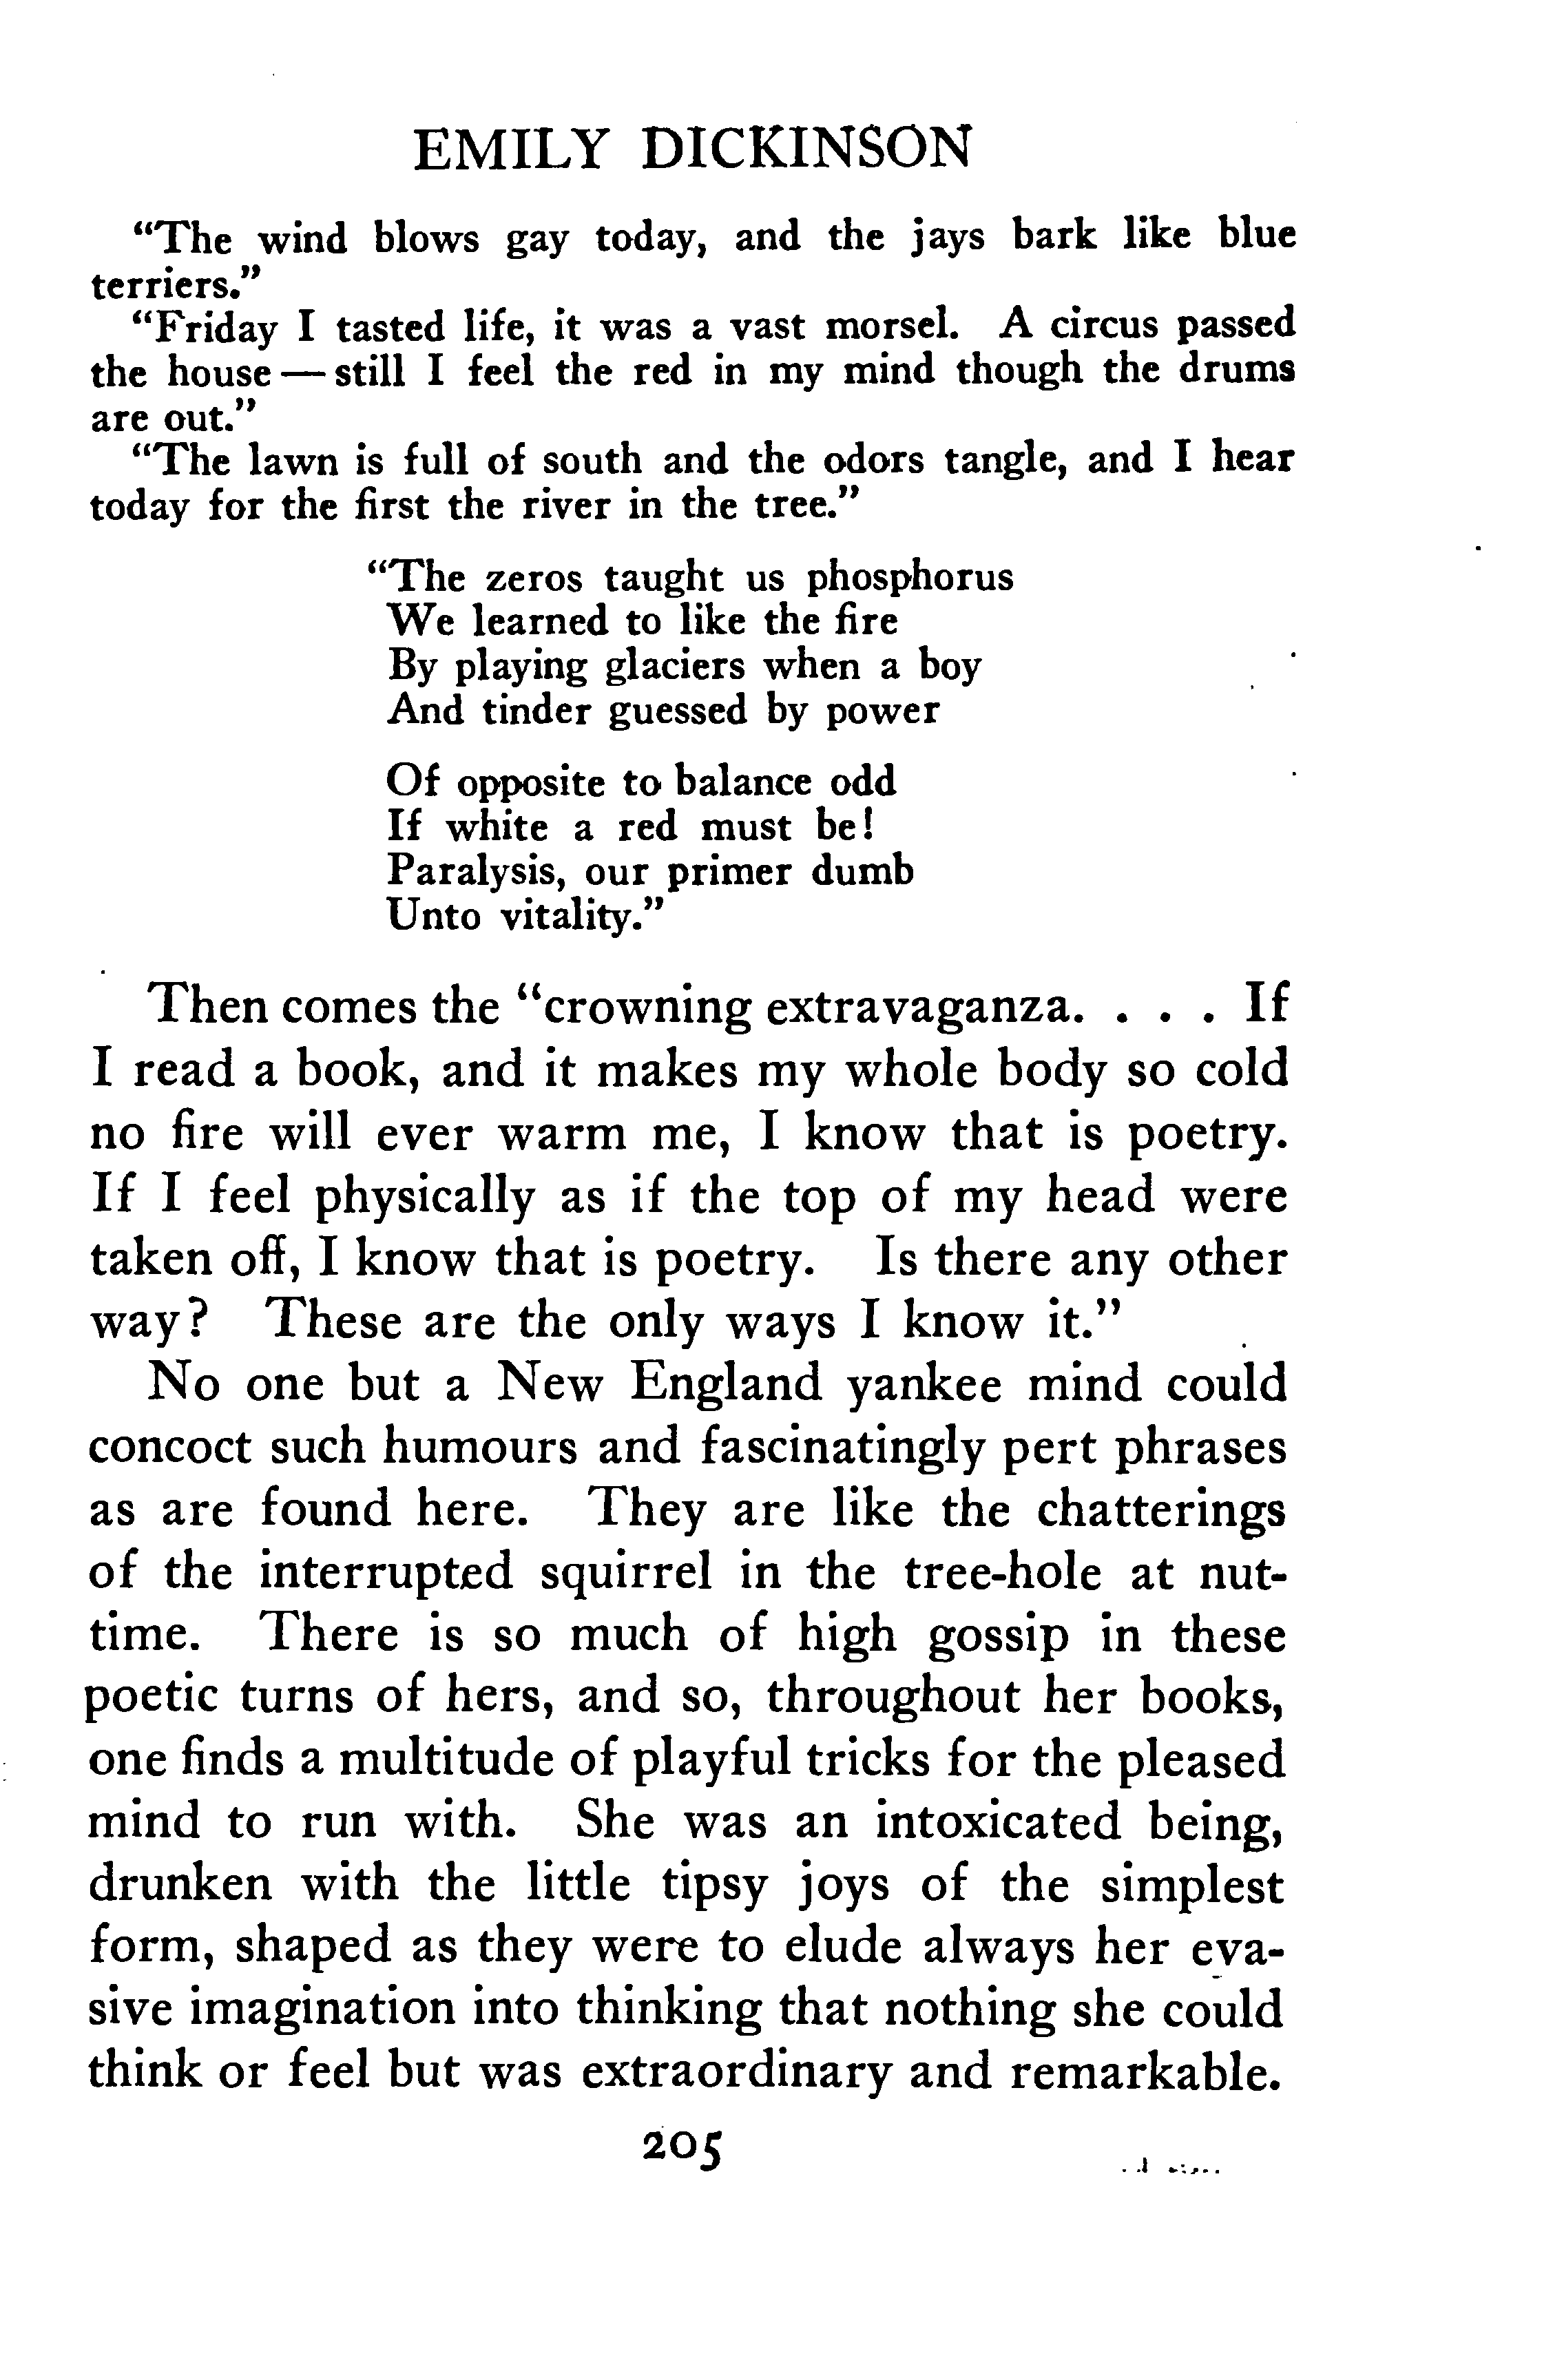 EMILY DICKINSON
“The wind blows gay today, and the jays bark like blue
terriers.”
“Friday I tasted life, it was a vast morsel. A circus passed
the house — still I feel the red in my mind though the drums
are out.”
“The lawn is full of south and the odors tangle, and I hear
today for the first the river in the tree.”
“The zeros taught us phosphorus
We learned to like the fire
By playing glaciers when a boy
And tinder guessed by power
Of opposite to balance odd
If white a red must be!
Paralysis, our primer dumb
Unto vitality.”
Then comes the “crowning extravaganza. . . . If
I read a book, and it makes my whole body so cold
no fire will ever warm me, I know that is poetry.
If I feel physically as if the top of my head were
taken off, I know that is poetry. Is there any other
way? These are the only ways I know it.”
No one but a New England yankee mind could
concoct such humours and fascinatingly pert phrases
as are found here. They are like the chatterings
of the interrupted squirrel in the tree-hole at nut-
time. There is so much of high gossip in these
poetic turns of hers, and so, throughout her books,
one finds a multitude of playful tricks for the pleased
mind to run with. She was an intoxicated being,
drunken with the little tipsy joys of the simplest
form, shaped as they were to elude always her eva-
sive imagination into thinking that nothing she could
think or feel but was extraordinary and remarkable.
205